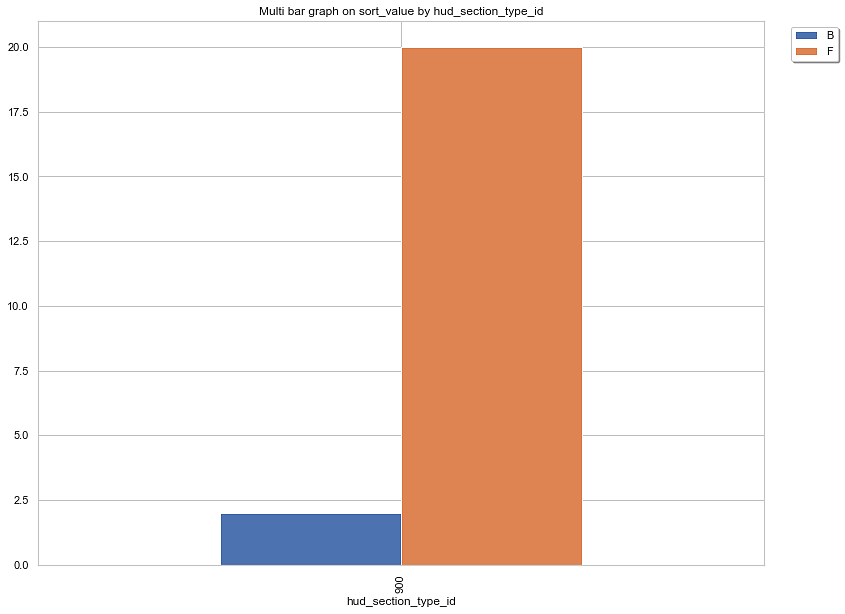 Multi bar graph on sort_value by hud_section_type_id
B
F
20.0
17.5
15.0
12.5
10.0
7.5
5.0
2.5
0.0
900
hud_section_type_id